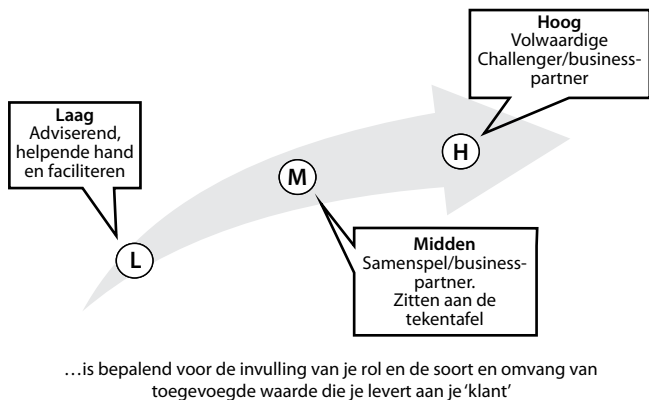 Hoog
Volwaardige
Challenger/business-
partner
Laag
Adviserend,
helpende hand
en faciliteren
H
M
L
Midden
Samenspel/business-
partner.
Zitten aan de
tekentafel
…is bepalend voor de invulling van je rol en de soort en omvang van
toegevoegde waarde die je levert aan je ‘klant’